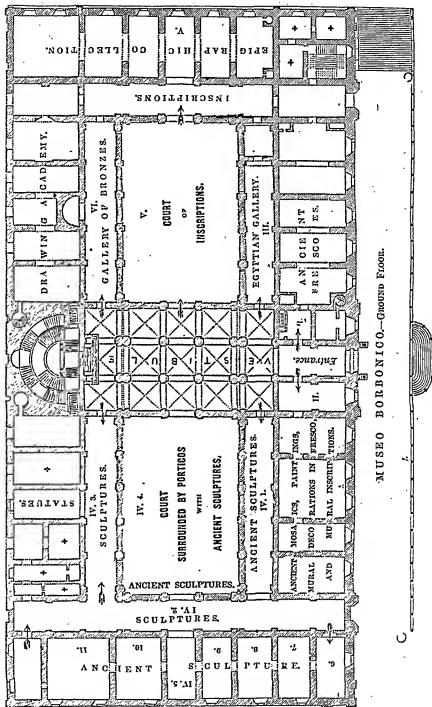 STATUES.
DRAWING ACADEMY.
EPIGRAPHIC COLLECTION.
V.
IV. 3.
SCULPTURES.
VI.
GALLERY OF BRONZES.
INSCRIPTIONS.
11.
10.
9.
8.
7.
6.
ANCIENT SCULPTURE.
IV. 5.
IV. 2.
SCULPTURES.
ANCIENT SCULPTURES.
IV. 4.
COURT
SURROUNDED BY PORTICOS
WITH
ANCIENT SCULPTURES,
VESTIBULE
V.
COURT
OF
INSCRIPTIONS.
ANCIENT SCULPTURES.
IV. 1.
EGYPTIAN GALLERY.
III.
ANCIENT MOSAICS, PAINTINGS,
MURAL DECORATIONS IN FRESCO,
AND MURAL INSCRIPTIONS.
II.
Entrance.
I.
ANCIENT
FRESCOES.
MUSEO BORBONICO.—GROUND FLOOR.